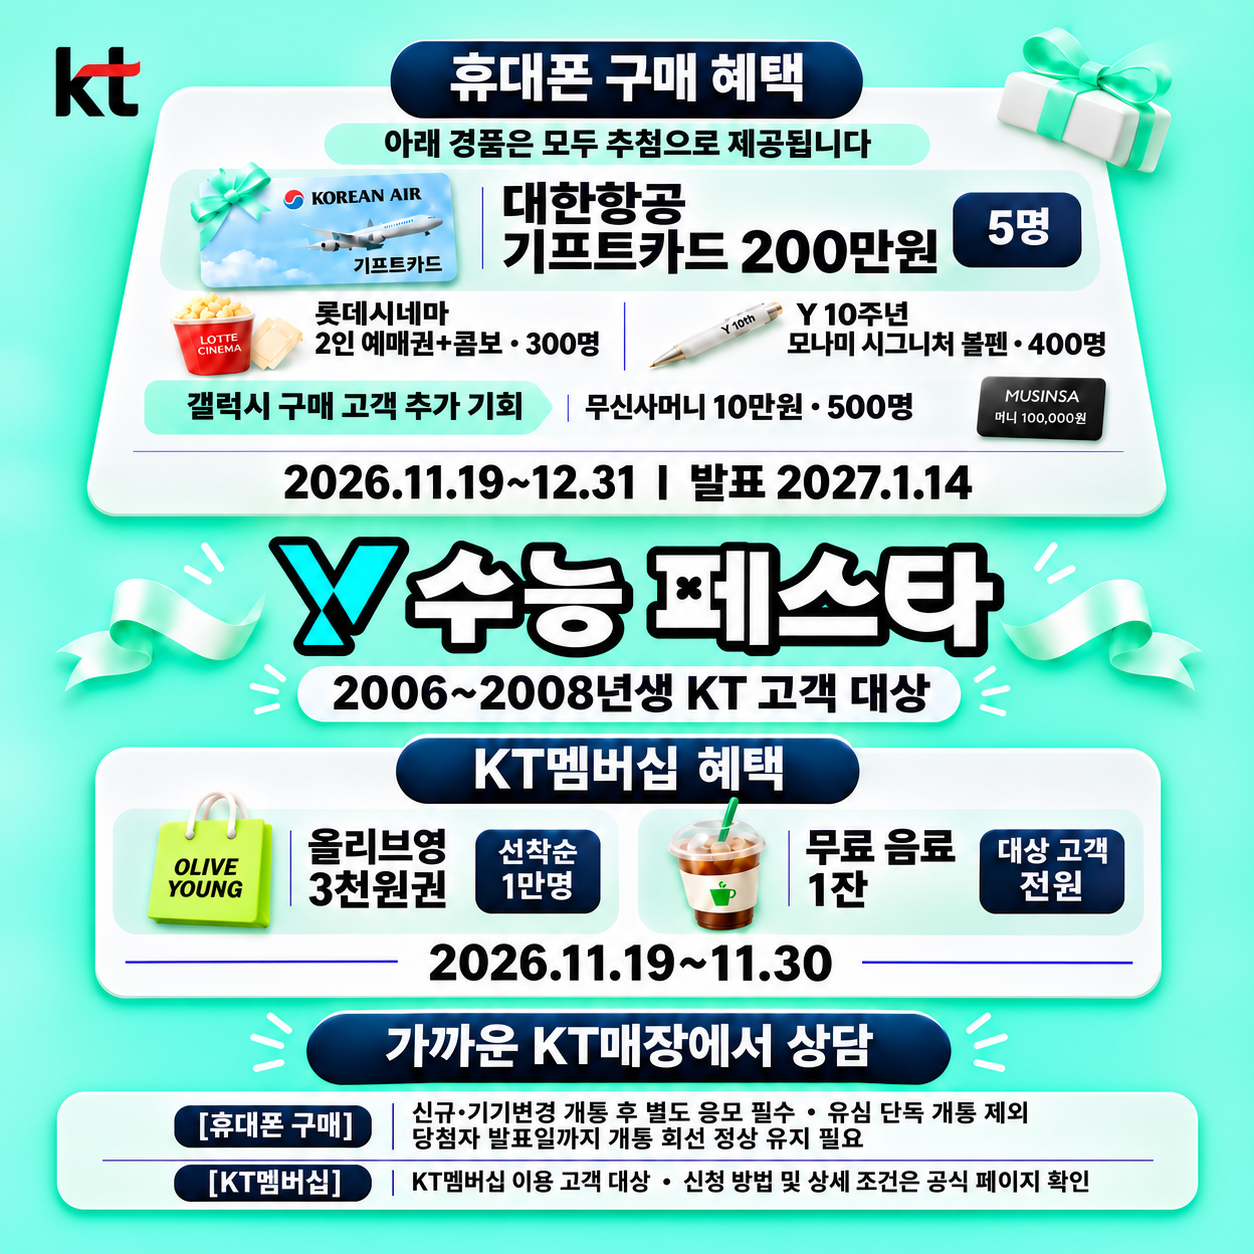 kt
휴대폰 구매 혜택
아래 경품은 모두 추첨으로 제공됩니다
KOREAN AIR
기프트카드
대한항공
기프트카드 200만원
5명
LOTTE
CINEMA
롯데시네마
2인 예매권+콤보 · 300명
Y 10th
Y 10주년
모나미 시그니처 볼펜 · 400명
갤럭시 구매 고객 추가 기회
무신사머니 10만원 · 500명
MUSINSA
머니 100,000원
2026.11.19~12.31 | 발표 2027.1.14
Y 수능 페스타
2006~2008년생 KT 고객 대상
KT멤버십 혜택
OLIVE
YOUNG
올리브영
3천원권
선착순
1만명
무료 음료
1잔
대상 고객
전원
2026.11.19~11.30
가까운 KT매장에서 상담
[휴대폰 구매]
신규·기기변경 개통 후 별도 응모 필수 • 유심 단독 개통 제외
당첨자 발표일까지 개통 회선 정상 유지 필요
[KT멤버십]
KT멤버십 이용 고객 대상 • 신청 방법 및 상세 조건은 공식 페이지 확인